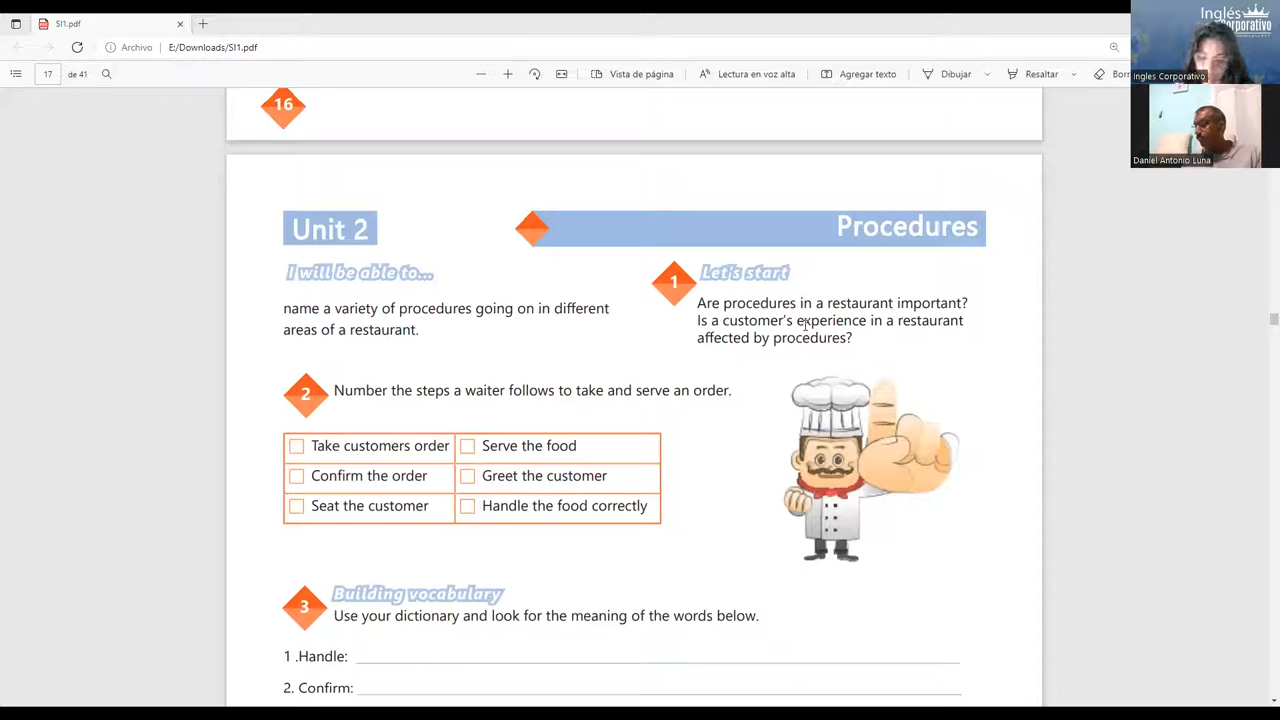 SI1.pdf
Archivo
E:/Downloads/SI1.pdf
17
de 41
Vista de página
Lectura en voz alta
Agregar texto
Dibujar
Resaltar
Inglés
Corporativo
Ingles Corporativo
Daniel Antonio Luna
16
Unit 2
Procedures
I will be able to...
name a variety of procedures going on in different
areas of a restaurant.
1
Let's start
Are procedures in a restaurant important?
Is a customer's experience in a restaurant
affected by procedures?
2
Number the steps a waiter follows to take and serve an order.
Take customers order
Serve the food
Confirm the order
Greet the customer
Seat the customer
Handle the food correctly
3
Building vocabulary
Use your dictionary and look for the meaning of the words below.
1 .Handle:
2. Confirm: